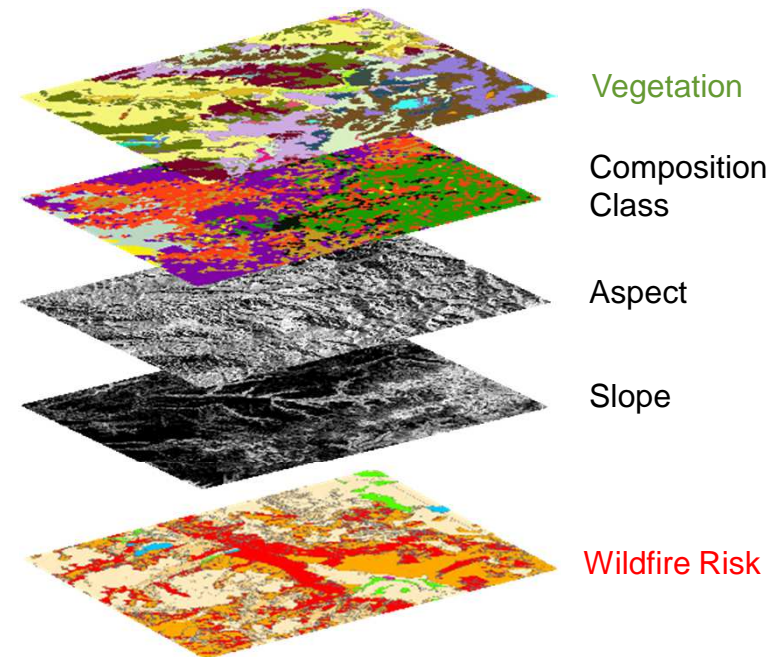 Vegetation
Composition
Class
Aspect
Slope
Wildfire Risk